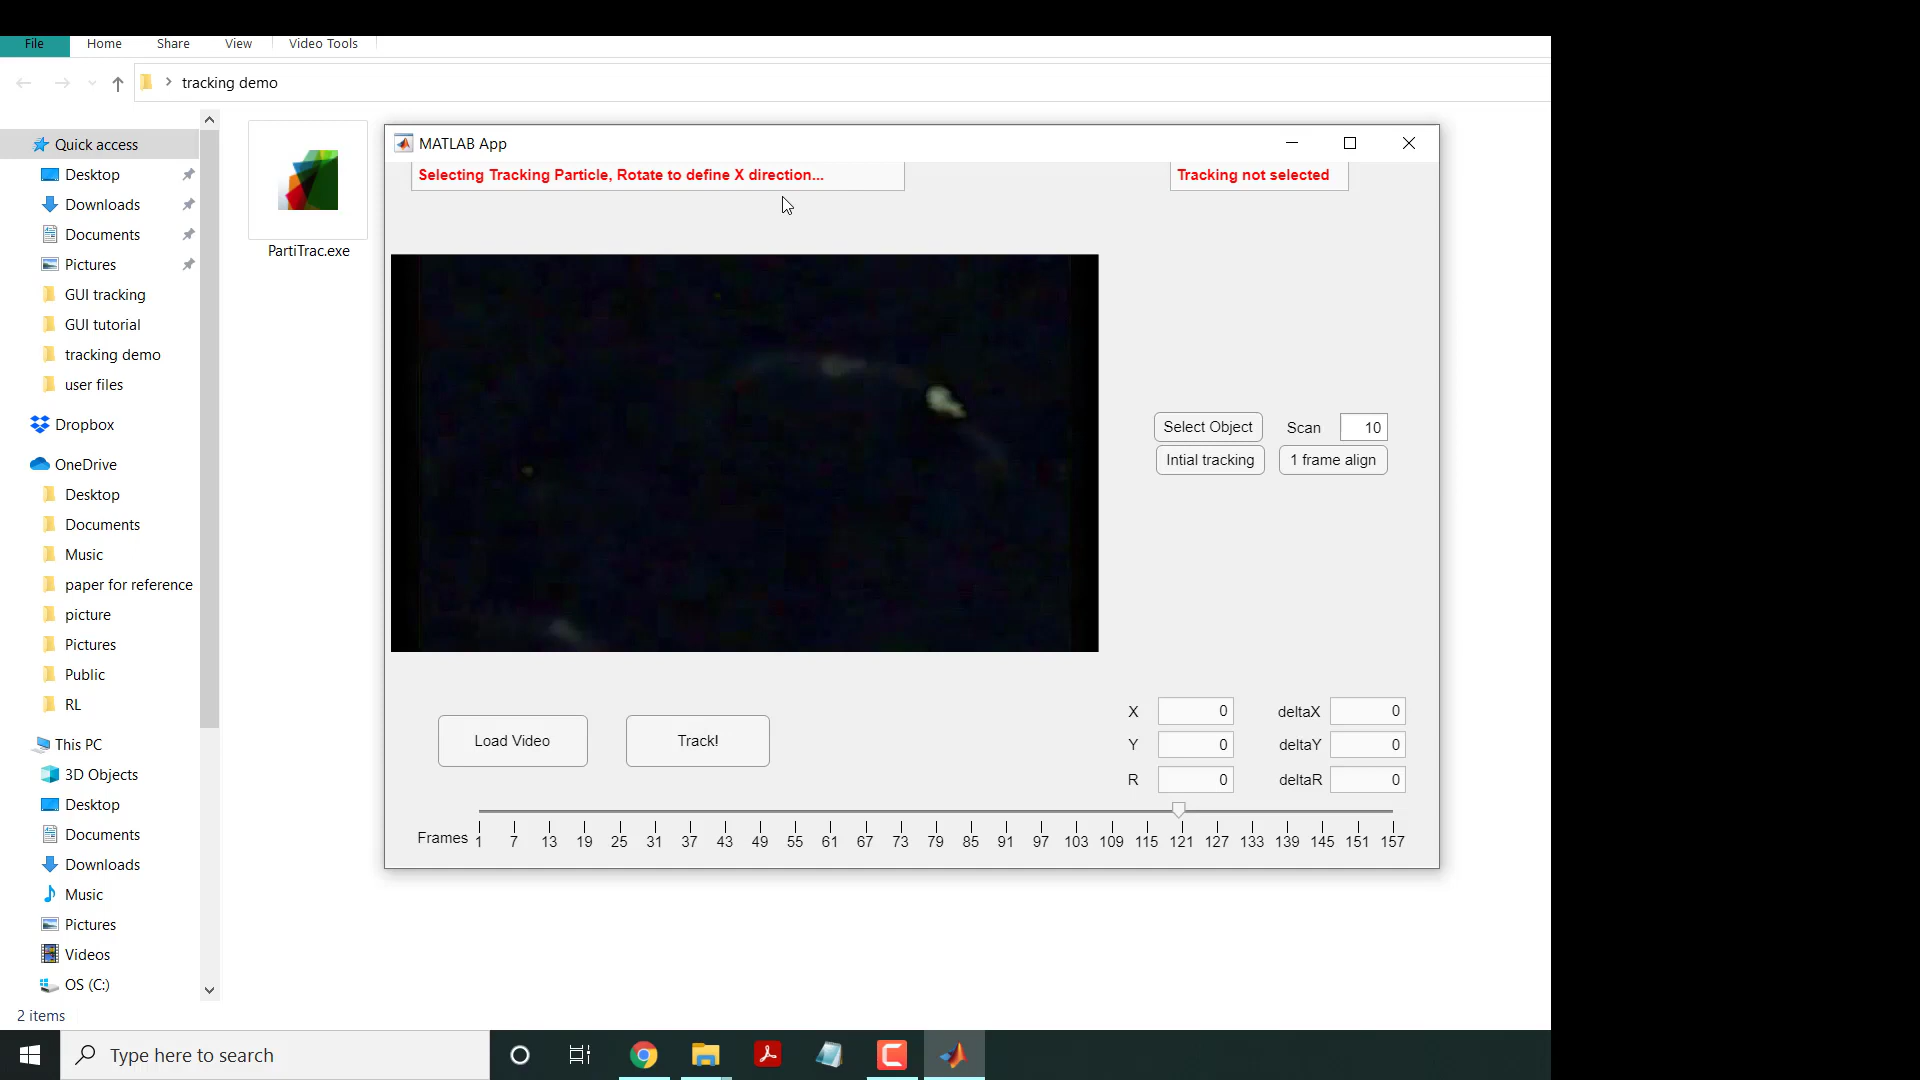 File Home Share View Video Tools
tracking demo
Quick access
Desktop
Downloads
Documents
Pictures
GUI tracking
GUI tutorial
tracking demo
user files
Dropbox
OneDrive
Desktop
Documents
Music
paper for reference
picture
Pictures
Public
RL
This PC
3D Objects
Desktop
Documents
Downloads
Music
Pictures
Videos
OS (C:)
2 items
PartiTrac.exe
MATLAB App
Selecting Tracking Particle, Rotate to define X direction...
Tracking not selected
Select Object Scan 10
Intial tracking 1 frame align
Load Video Track!
X 0 deltaX 0
Y 0 deltaY 0
R 0 deltaR 0
Frames 1 7 13 19 25 31 37 43 49 55 61 67 73 79 85 91 97 103 109 115 121 127 133 139 145 151 157
Type here to search